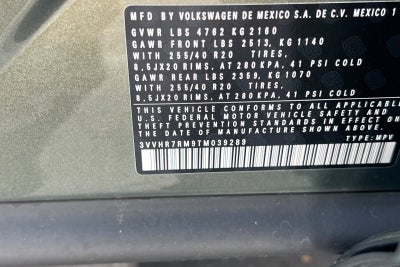 MFD BY VOLKSWAGEN DE MEXICO S.A. DE C.V. MEXICO 1
GVWR LBS 4762 KG 2160
GAWR FRONT LBS 2513, KG 1140
WITH 255/40 R20 TIRES,
8.5JX20 RIMS, AT 280 KPA, 41 PSI COLD
GAWR REAR LBS 2359, KG 1070
WITH 255/40 R20 TIRES,
8.5JX20 RIMS, AT 280 KPA, 41 PSI COLD
THIS VEHICLE CONFORMS TO ALL APPLICABLE
U.S. FEDERAL MOTOR VEHICLE SAFETY AND
THEFT PREVENTION STANDARDS IN EFFECT ON
THE DATE OF MANUFACTURE SHOWN ABOVE.
3VVHR7RM9TM039289 TYPE: MPV